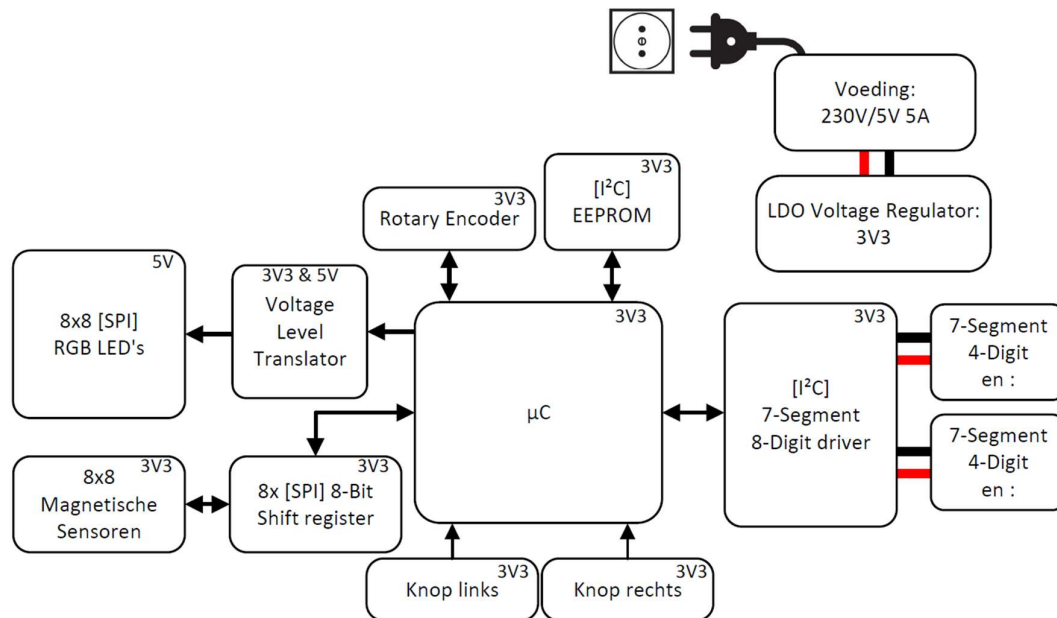 Voeding:
230V/5V 5A
LDO Voltage Regulator:
3V3
3V3
Rotary Encoder
3V3
[I²C]
EEPROM
5V
8x8 [SPI]
RGB LED's
3V3 & 5V
Voltage
Level
Translator
3V3
µC
3V3
[I²C]
7-Segment
8-Digit driver
7-Segment
4-Digit
en :
7-Segment
4-Digit
en :
3V3
8x8
Magnetische
Sensoren
3V3
8x [SPI] 8-Bit
Shift register
3V3
Knop links
3V3
Knop rechts